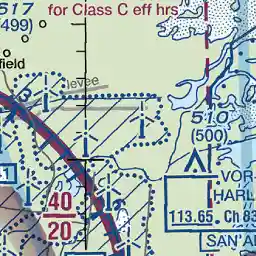 517
for Class C eff hrs
(499)
field
levee
510
(500)
VOR-
HARL
40
20
113.65 Ch 83
SAN A